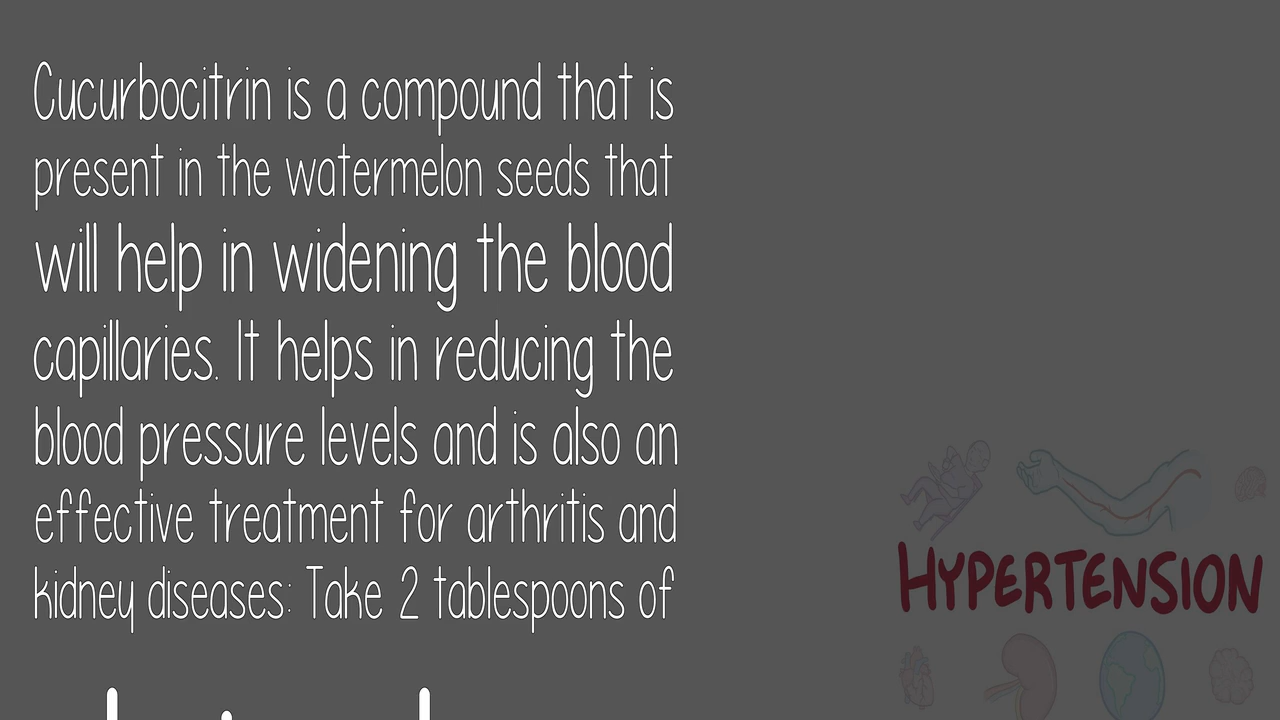 Cucurbocitrin is a compound that is
present in the watermelon seeds that
will help in widening the blood
capillaries. It helps in reducing the
blood pressure levels and is also an
effective treatment for arthritis and
kidney diseases: Take 2 tablespoons of
HYPERTENSION